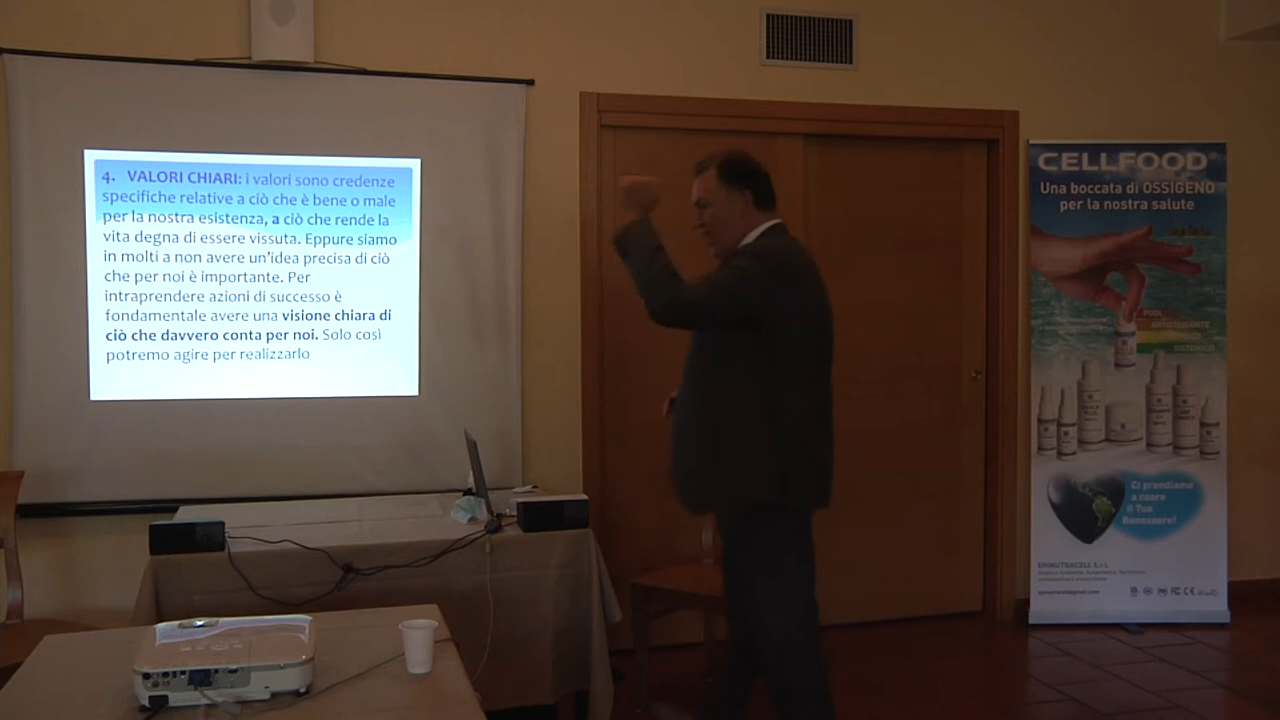 4. VALORI CHIARI: i valori sono credenze
specifiche relative a ciò che è bene o male
per la nostra esistenza, a ciò che rende la
vita degna di essere vissuta. Eppure siamo
in molti a non avere un'idea precisa di ciò
che per noi è importante. Per
intraprendere azioni di successo è
fondamentale avere una visione chiara di
ciò che davvero conta per noi. Solo così
potremo agire per realizzarlo
CELLFOOD®
Una boccata di OSSIGENO
per la nostra salute
ANTIOSSIDANTE
SISTEMICO
Ci prendiamo
a cuore
il Tuo
Benessere!
CE